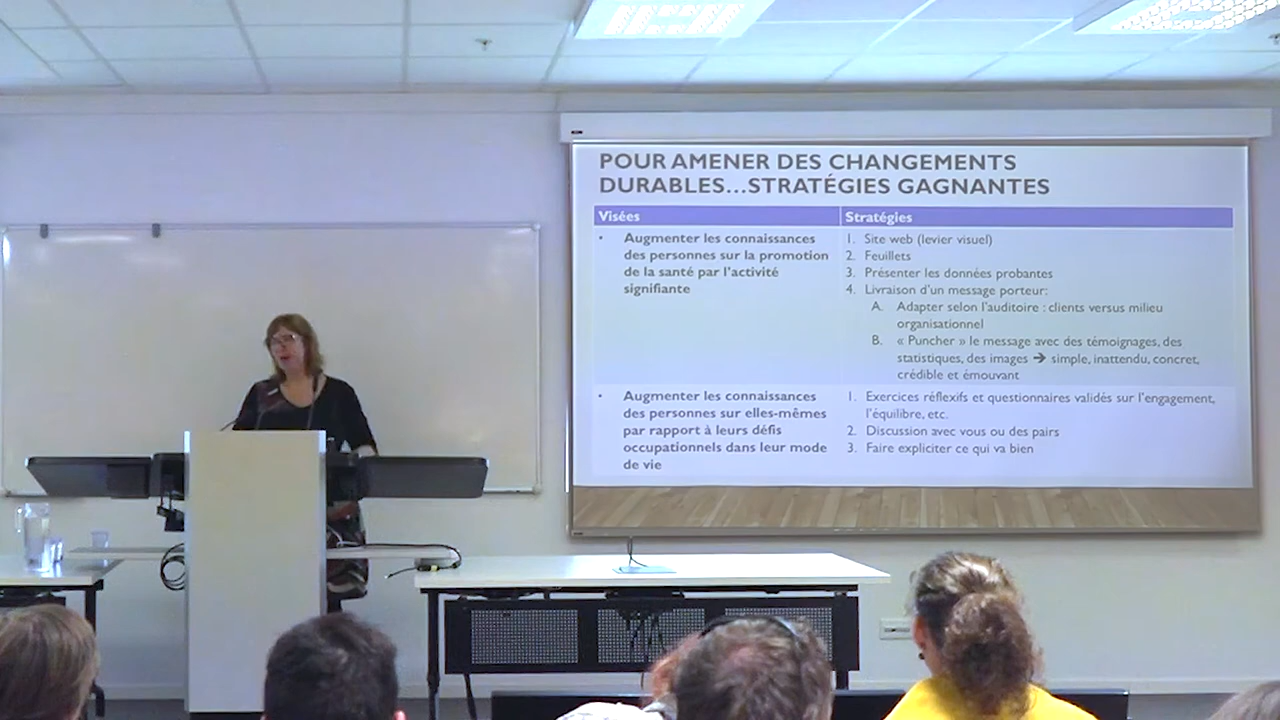 POUR AMENER DES CHANGEMENTS
DURABLES...STRATÉGIES GAGNANTES
Visées
Stratégies
• Augmenter les connaissances
des personnes sur la promotion
de la santé par l'activité
signifiante
1. Site web (levier visuel)
2. Feuillets
3. Présenter les données probantes
4. Livraison d'un message porteur:
A. Adapter selon l'auditoire : clients versus milieu
organisationnel
B. « Puncher » le message avec des témoignages, des
statistiques, des images ➔ simple, inattendu, concret,
crédible et émouvant
• Augmenter les connaissances
des personnes sur elles-mêmes
par rapport à leurs défis
occupationnels dans leur mode
de vie
1. Exercices réflexifs et questionnaires validés sur l'engagement,
l'équilibre, etc.
2. Discussion avec vous ou des pairs
3. Faire expliciter ce qui va bien